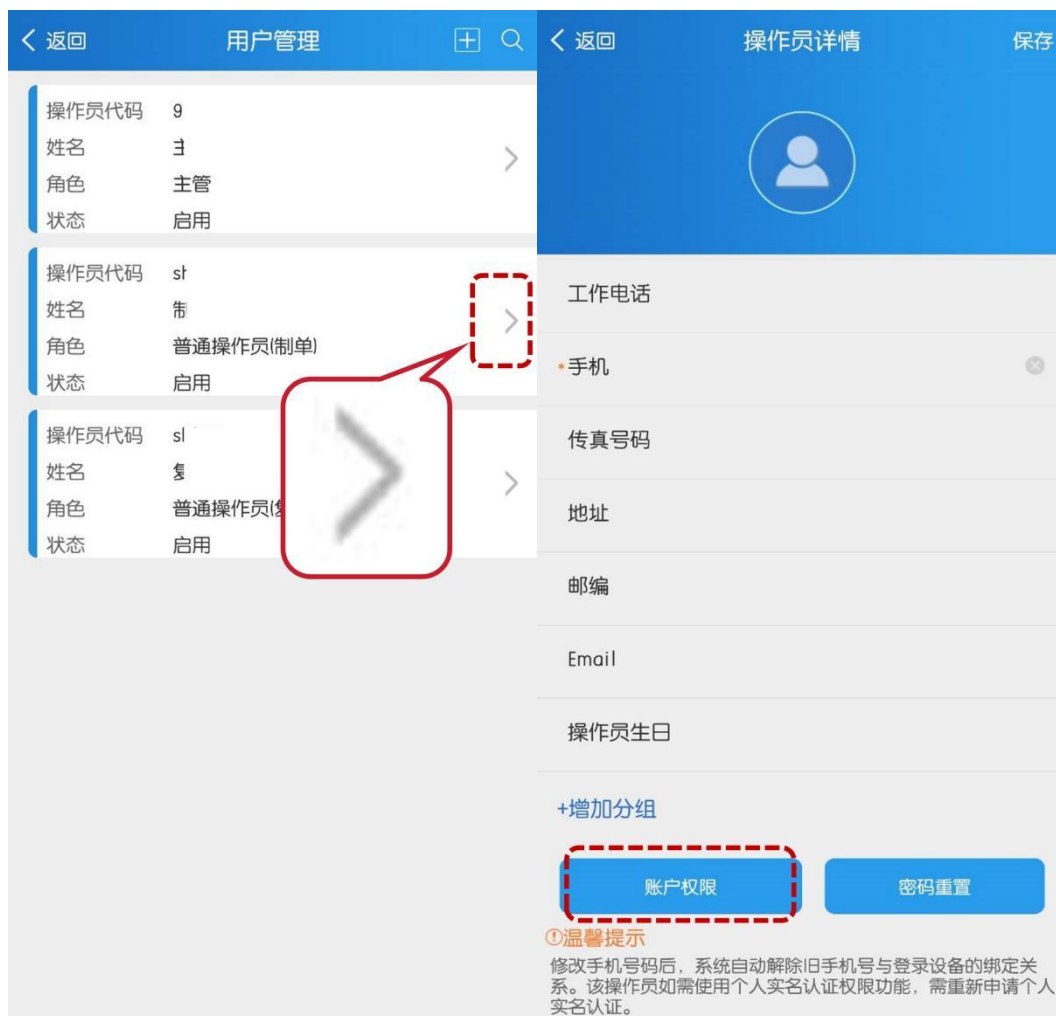 返回
用户管理
操作员代码 9
姓名
角色 主管
状态 启用
操作员代码
姓名
角色 普通操作员(制单)
状态 启用
操作员代码
姓名
角色 普通操作员(
状态 启用
返回
操作员详情
保存
工作电话
*手机
传真号码
地址
邮编
Email
操作员生日
+增加分组
账户权限
密码重置
温馨提示
修改手机号码后，系统自动解除旧手机号与登录设备的绑定关
系。该操作员如需使用个人实名认证权限功能，需重新申请个人
实名认证。